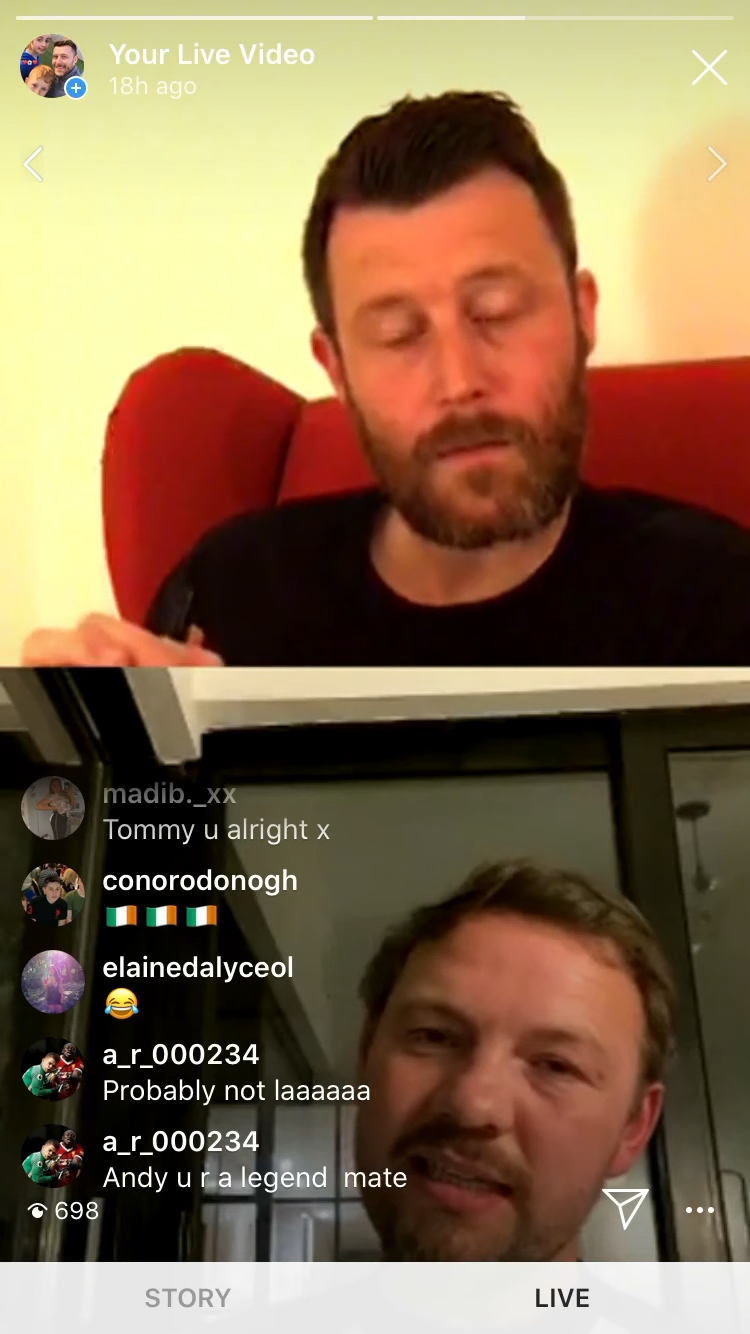 Your Live Video
18h ago
madib._xx
Tommy u alright x
conorodonogh
🇮🇪 🇮🇪 🇮🇪
elainedalyceol
😂
a_r_000234
Probably not laaaaaa
a_r_000234
Andy u r a legend  mate
698
STORY
LIVE